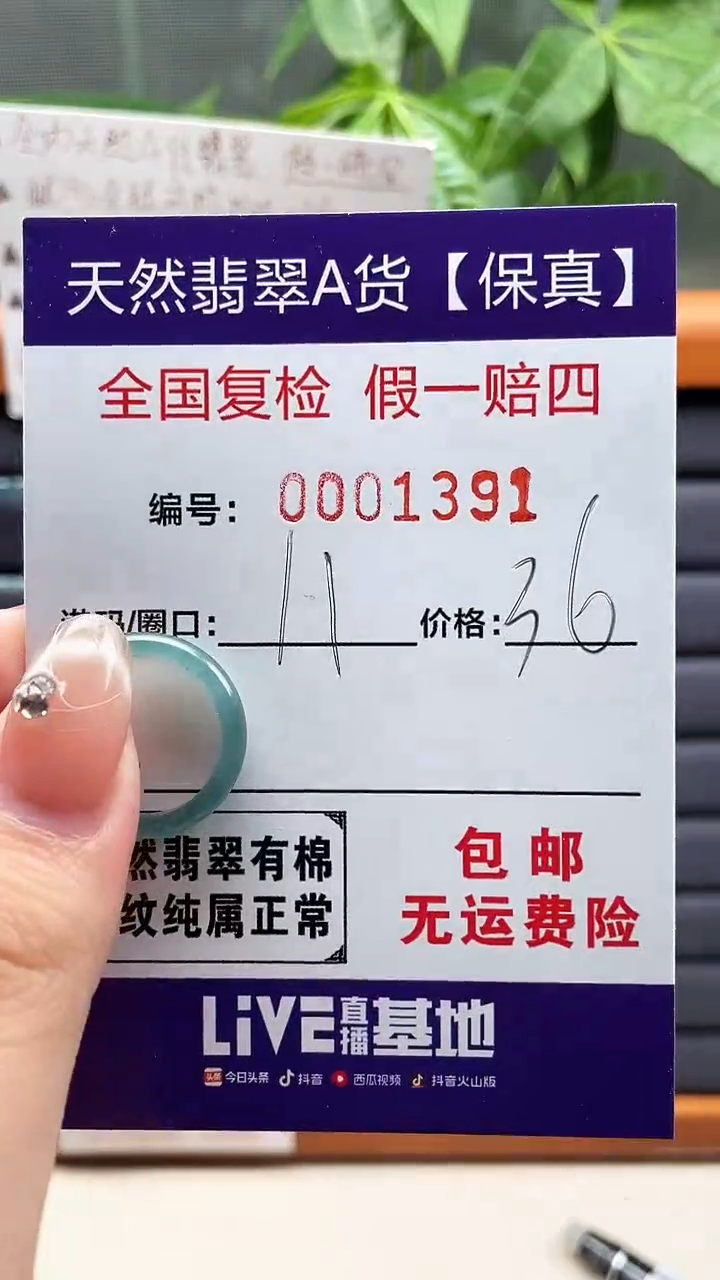 天然翡翠A货【保真】
全国复检 假一赔四
编号: 0001391
/圈口: 11 价格: 36
然翡翠有棉
纹纯属正常
包邮
无运费险
LiVE直播基地
头条 今日头条 抖音 西瓜视频 抖音火山版